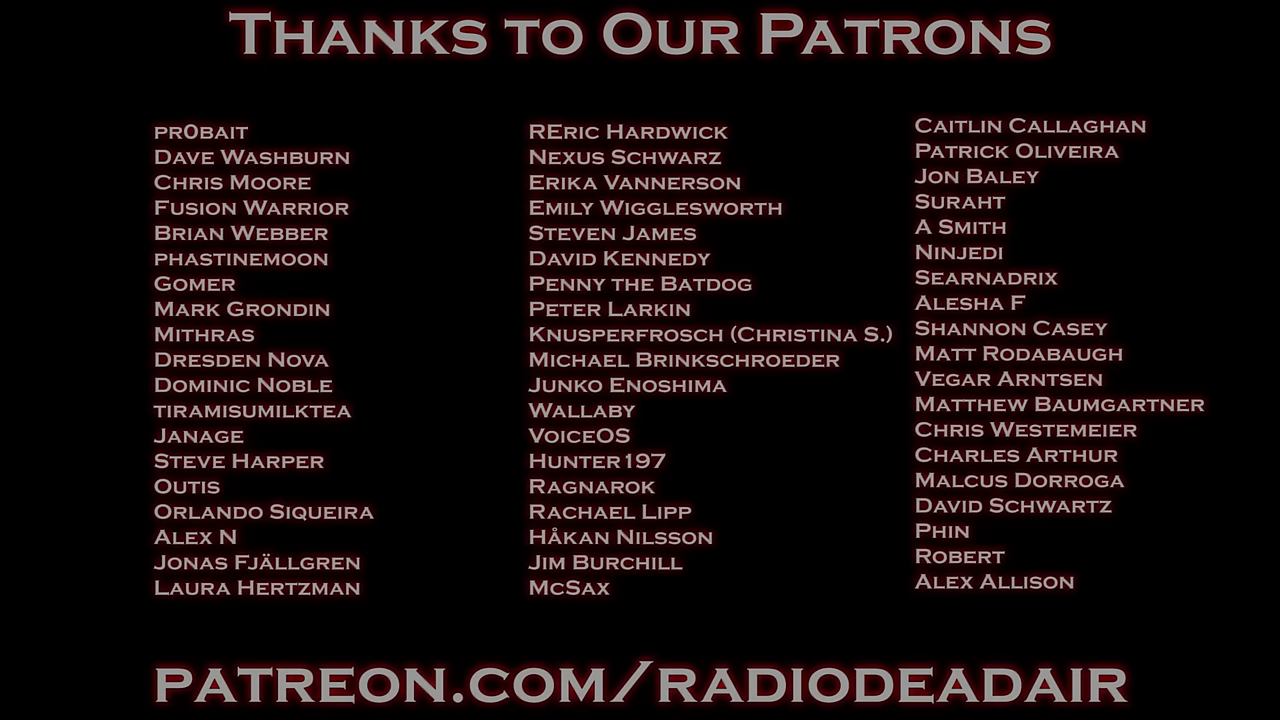 Thanks to Our Patrons
pr0bait
Dave Washburn
Chris Moore
Fusion Warrior
Brian Webber
phastinemoon
Gomer
Mark Grondin
Mithras
Dresden Nova
Dominic Noble
tiramisumilktea
Janage
Steve Harper
Outis
Orlando Siqueira
Alex N
Jonas Fjällgren
Laura Hertzman
REric Hardwick
Nexus Schwarz
Erika Vannerson
Emily Wigglesworth
Steven James
David Kennedy
Penny the Batdog
Peter Larkin
Knusperfrosch (Christina S.)
Michael Brinkschroeder
Junko Enoshima
Wallaby
VoiceOS
Hunter197
Ragnarok
Rachael Lipp
Håkan Nilsson
Jim Burchill
McSax
Caitlin Callaghan
Patrick Oliveira
Jon Baley
Suraht
A Smith
Ninjedi
Searnadrix
Alesha F
Shannon Casey
Matt Rodabaugh
Vegar Arntsen
Matthew Baumgartner
Chris Westemeier
Charles Arthur
Malcus Dorroga
David Schwartz
Phin
Robert
Alex Allison
patreon.com/radiodeadair